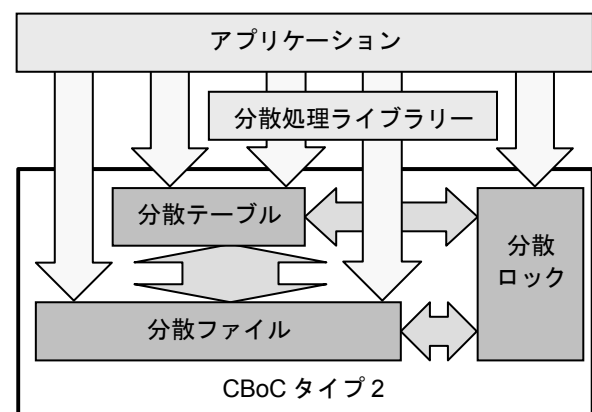 アプリケーション
分散処理ライブラリー
分散テーブル
分散
ロック
分散ファイル
CBoC タイプ 2